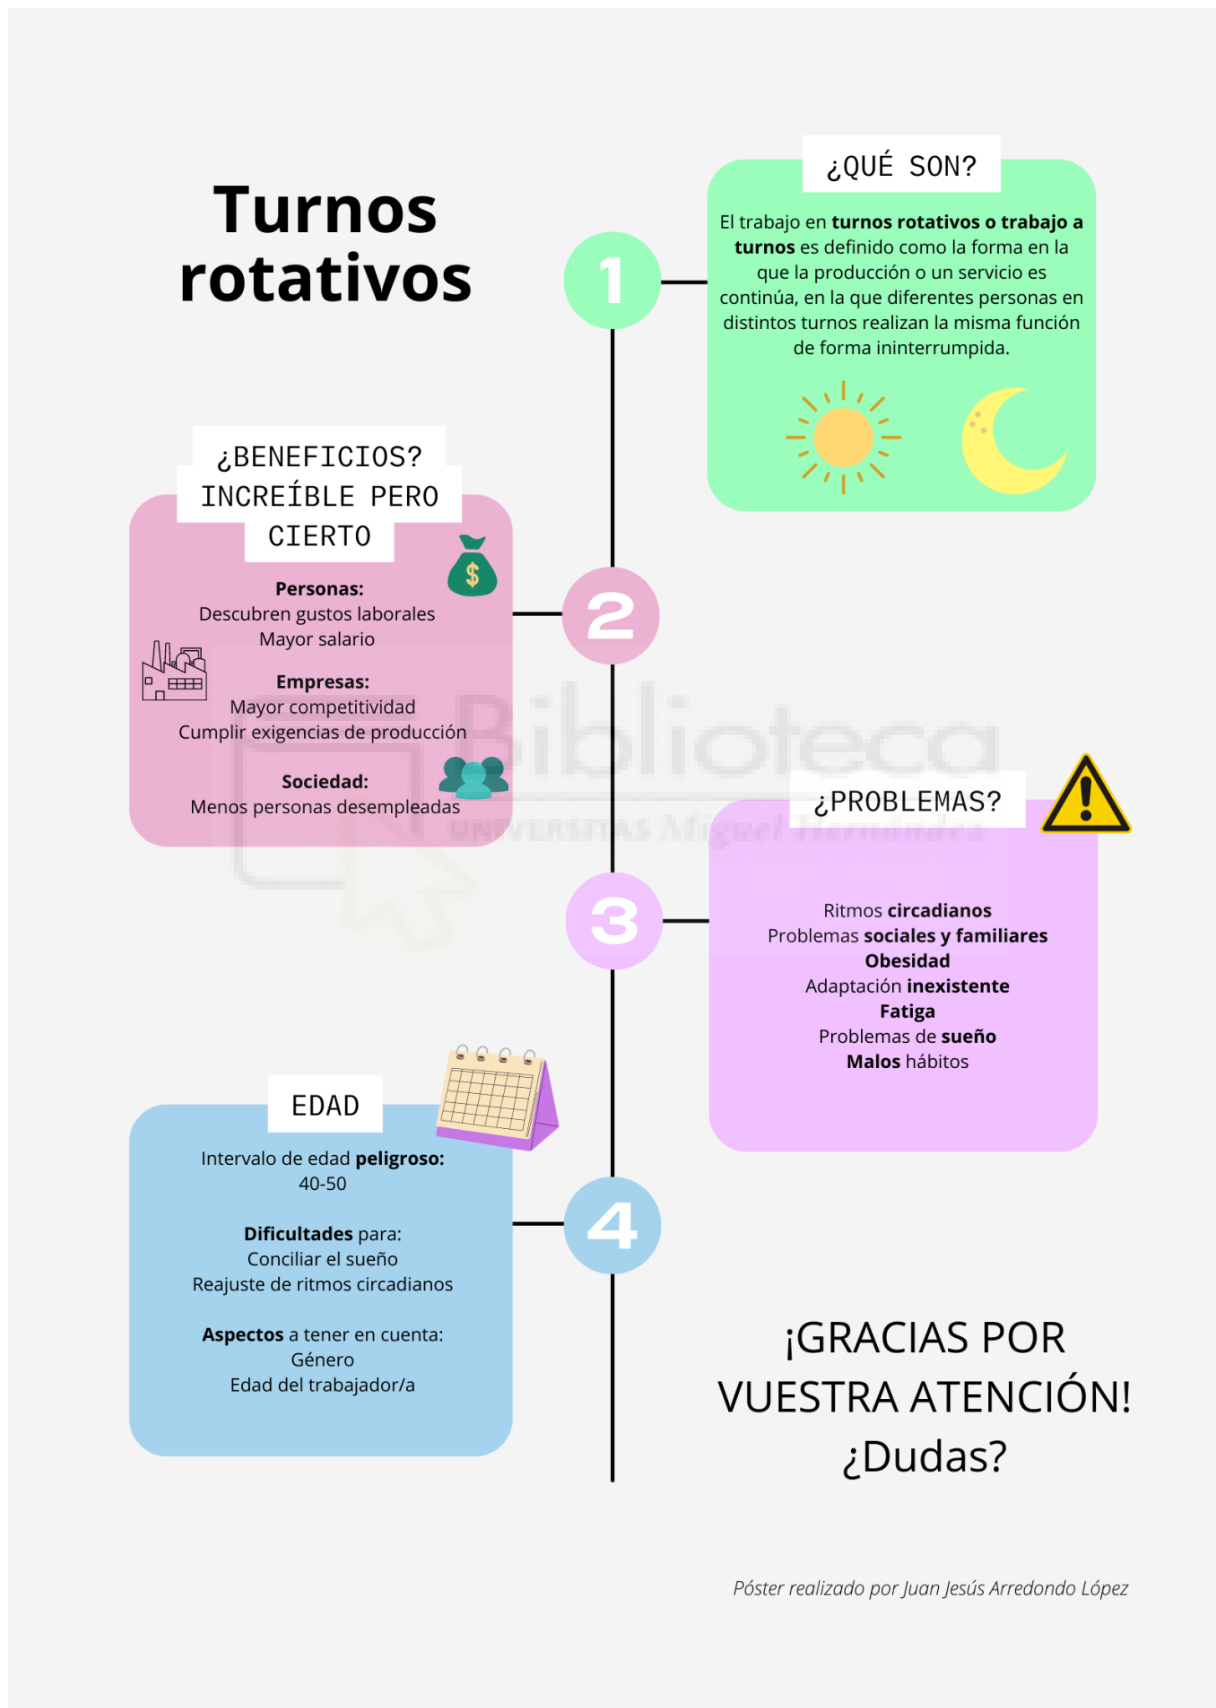 Turnos
rotativos
1
¿QUÉ SON?
El trabajo en turnos rotativos o trabajo a
turnos es definido como la forma en la
que la producción o un servicio es
continúa, en la que diferentes personas en
distintos turnos realizan la misma función
de forma ininterrumpida.
¿BENEFICIOS?
INCREÍBLE PERO
CIERTO
$
Personas:
Descubren gustos laborales
Mayor salario
Empresas:
Mayor competitividad
Cumplir exigencias de producción
Sociedad:
Menos personas desempleadas
2
Biblioteca
UNIVERSITAS Miguel Hernández
¿PROBLEMAS?
!
3
Ritmos circadianos
Problemas sociales y familiares
Obesidad
Adaptación inexistente
Fatiga
Problemas de sueño
Malos hábitos
EDAD
Intervalo de edad peligroso:
40-50
Dificultades para:
Conciliar el sueño
Reajuste de ritmos circadianos
Aspectos a tener en cuenta:
Género
Edad del trabajador/a
4
¡GRACIAS POR
VUESTRA ATENCIÓN!
¿Dudas?
Póster realizado por Juan Jesús Arredondo López